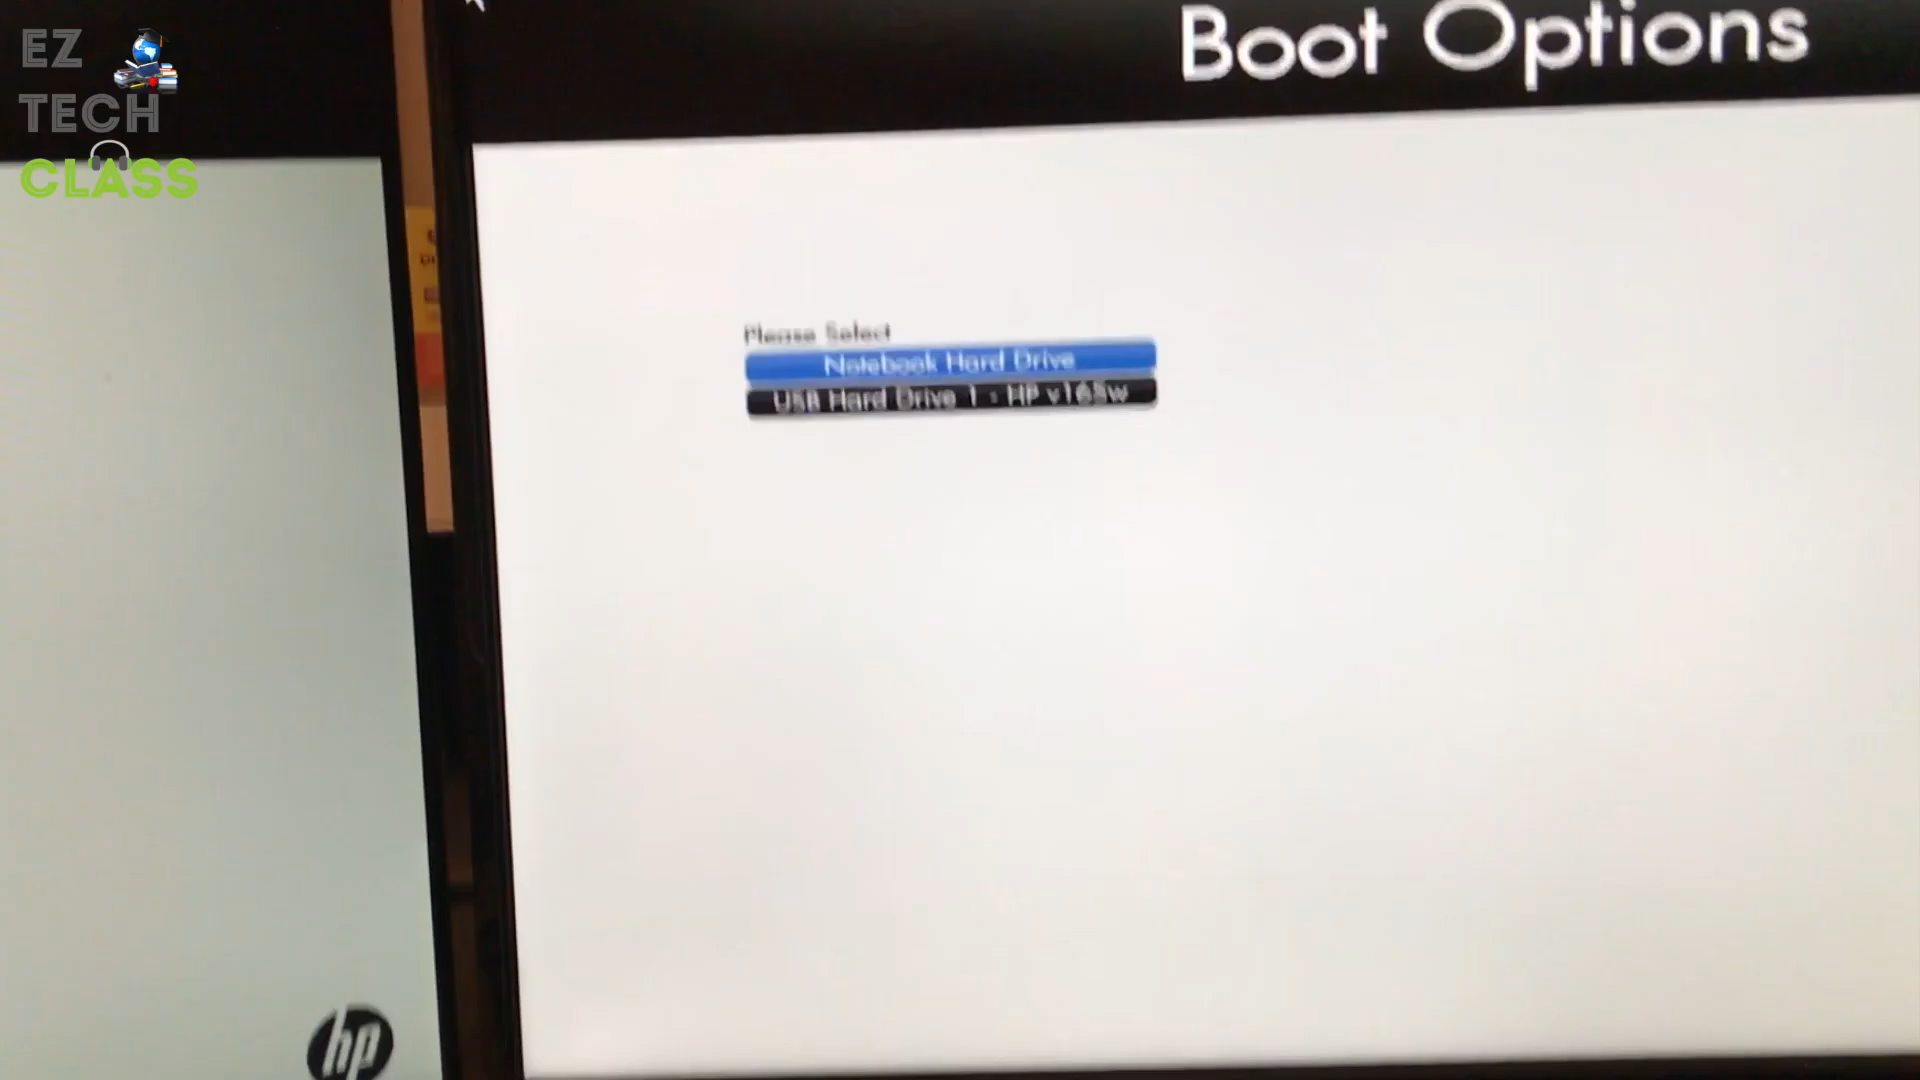 EZ
TECH
CLASS
Boot Options
Please Select
Notebook Hard Drive
USB Hard Drive 1 - HP v165w
hp